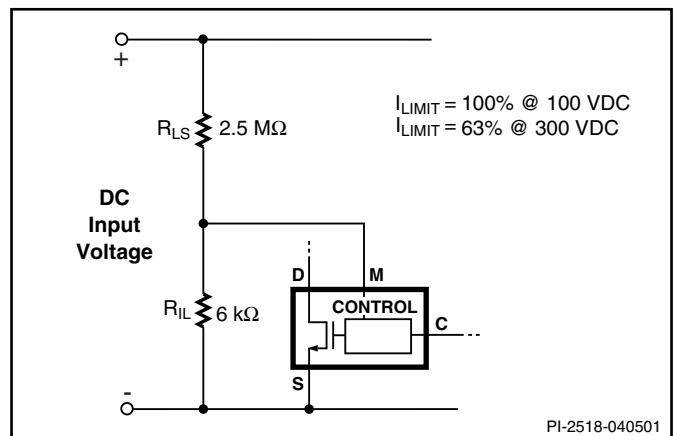 +
I_LIMIT = 100% @ 100 VDC
I_LIMIT = 63% @ 300 VDC
R_LS 2.5 MΩ
DC
Input
Voltage
D M
CONTROL
R_IL 6 kΩ
C
S
-
PI-2518-040501